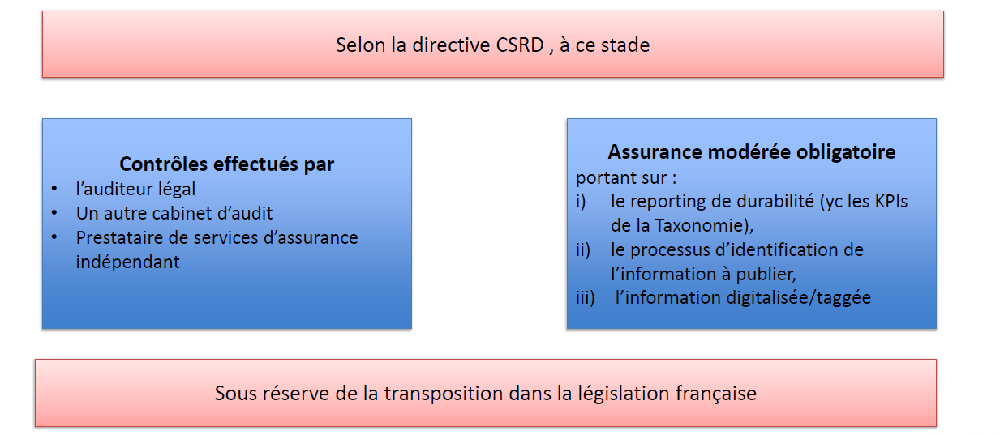 Selon la directive CSRD , à ce stade
Contrôles effectués par
• l’auditeur légal
• Un autre cabinet d’audit
• Prestataire de services d’assurance
indépendant
Assurance modérée obligatoire
portant sur :
i) le reporting de durabilité (yc les KPIs
de la Taxonomie),
ii) le processus d’identification de
l’information à publier,
iii) l’information digitalisée/taggée
Sous réserve de la transposition dans la législation française